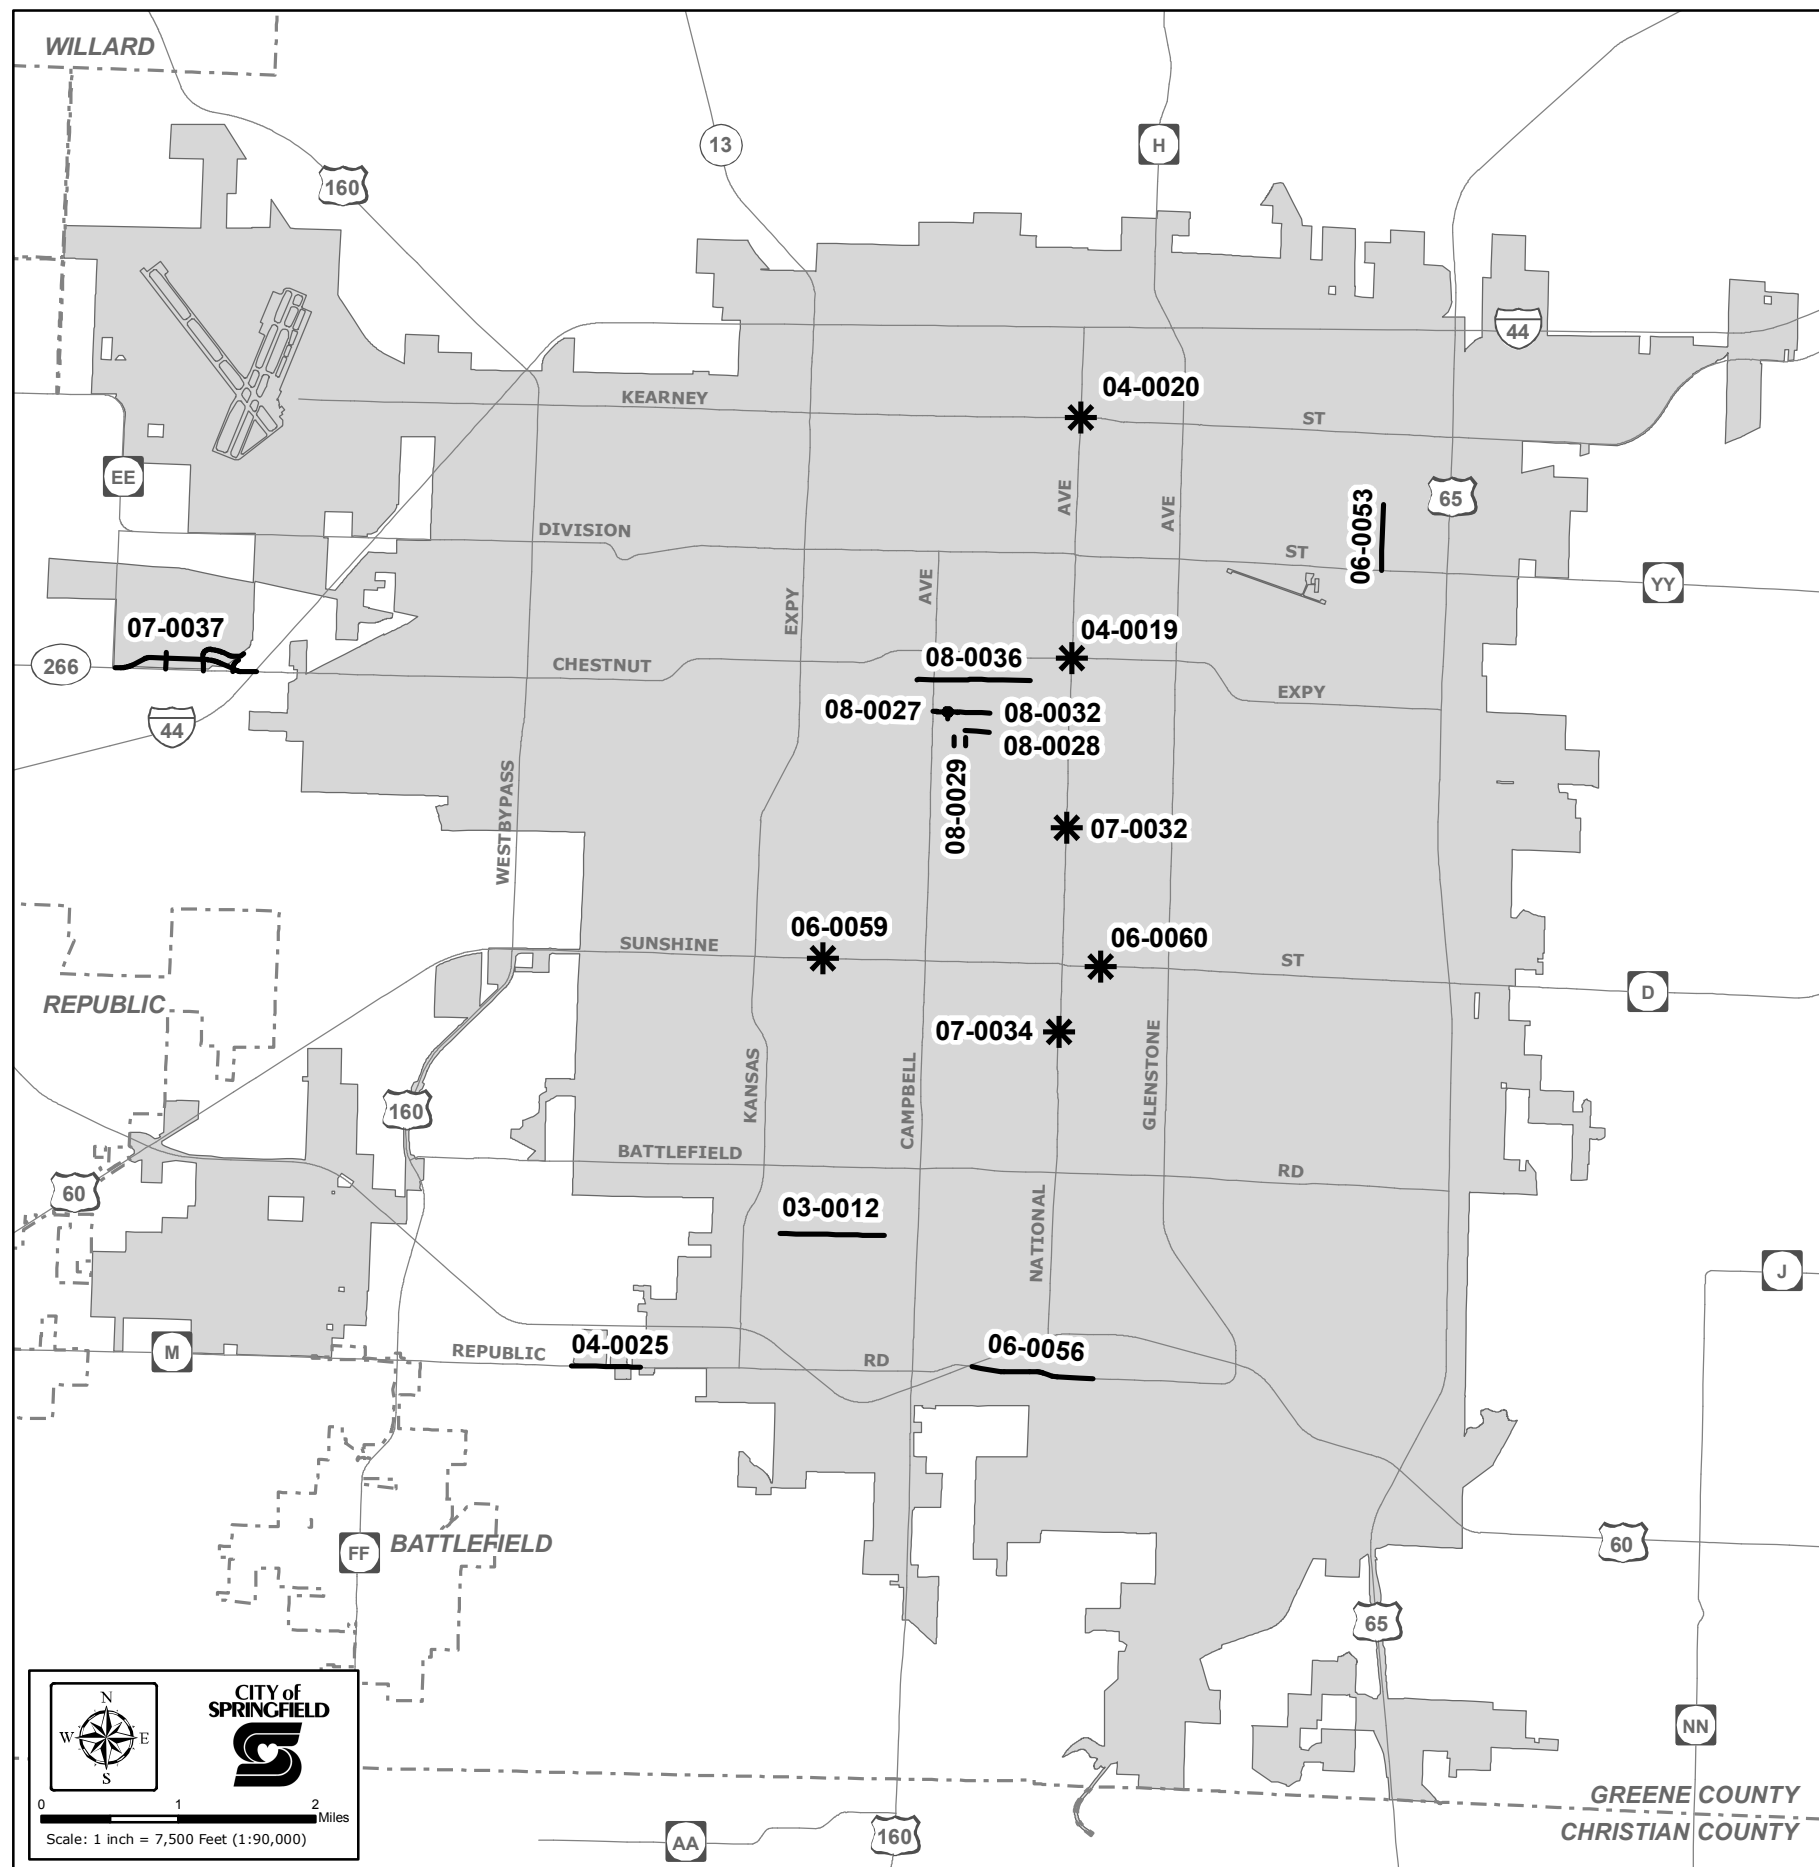 WILLARD
160
13
H
44
KEARNEY
04-0020
ST
EE
AVE
AVE
06-0053
65
DIVISION
ST
YY
EXPY
AVE
07-0037
04-0019
266
CHESTNUT
08-0036
EXPY
44
08-0027
08-0032
08-0028
08-0029
WESTBYPASS
07-0032
06-0059
06-0060
SUNSHINE
ST
REPUBLIC
D
07-0034
KANSAS
CAMPBELL
GLENSTONE
160
BATTLEFIELD
RD
60
03-0012
NATIONAL
J
M
REPUBLIC
04-0025
RD
06-0056
FF
BATTLEFIELD
60
65
N
W
E
S
CITY of
SPRINGFIELD
NN
0
1
2
Miles
Scale: 1 inch = 7,500 Feet (1:90,000)
GREENE COUNTY
CHRISTIAN COUNTY
AA
160